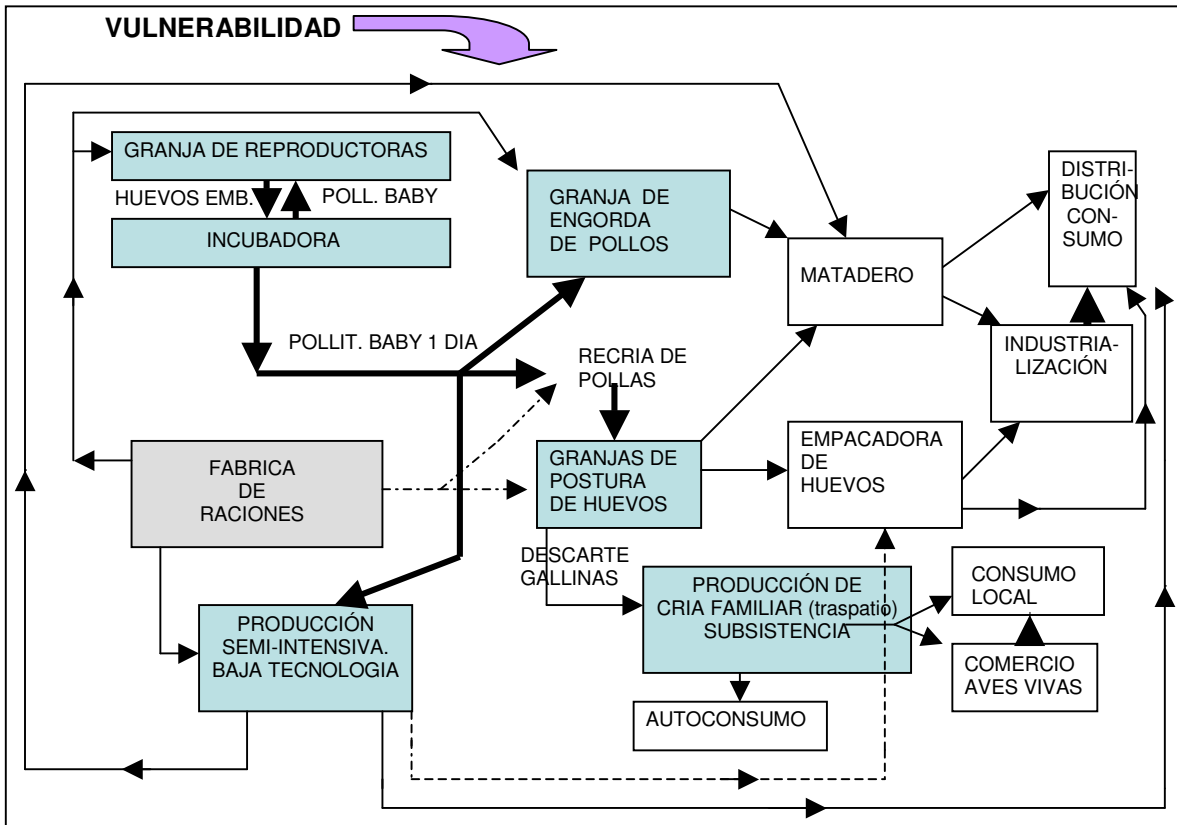 VULNERABILIDAD
GRANJA DE REPRODUCTORAS
HUEVOS EMB.
POLL. BABY
INCUBADORA
GRANJA DE
ENGORDA
DE POLLOS
DISTRI-
BUCIÓN
CON-
SUMO
MATADERO
POLLIT. BABY 1 DIA
RECRIA DE
POLLAS
INDUSTRIA-
LIZACIÓN
FABRICA
DE
RACIONES
GRANJAS DE
POSTURA
DE HUEVOS
EMPACADORA
DE
HUEVOS
DESCARTE
GALLINAS
PRODUCCIÓN DE
CRIA FAMILIAR (traspatio)
SUBSISTENCIA
CONSUMO
LOCAL
PRODUCCIÓN
SEMI-INTENSIVA.
BAJA TECNOLOGIA
COMERCIO
AVES VIVAS
AUTOCONSUMO